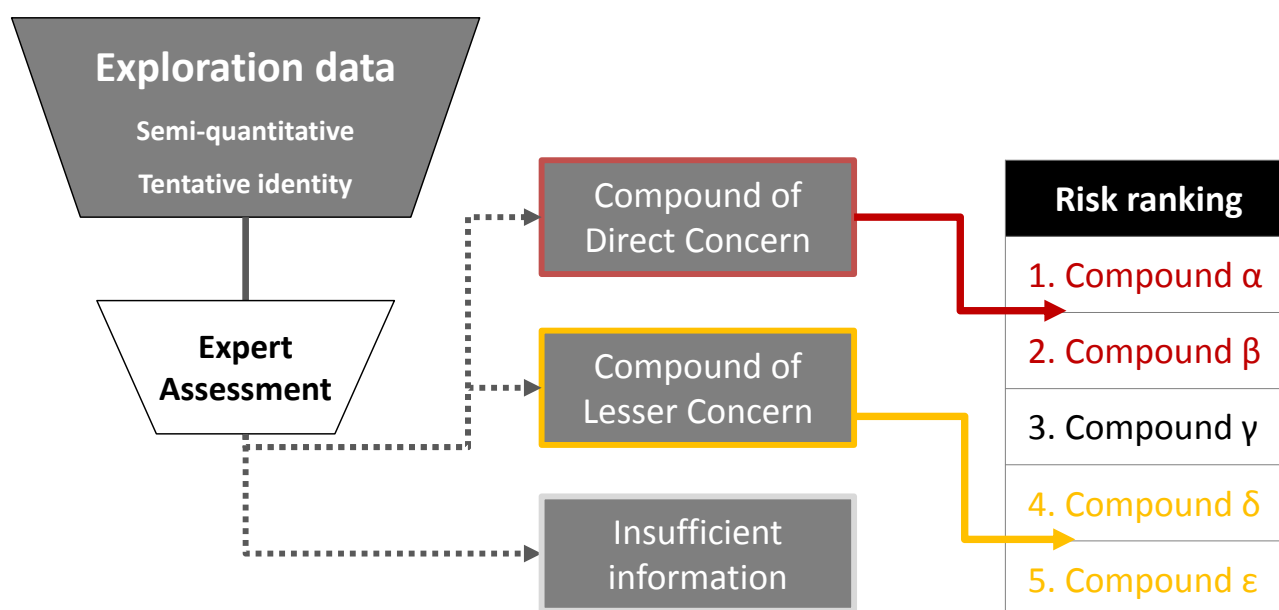 Exploration data
Semi-quantitative
Tentative identity
Expert
Assessment
Compound of
Direct Concern
Compound of
Lesser Concern
Insufficient
information
Risk ranking
1. Compound α
2. Compound β
3. Compound γ
4. Compound δ
5. Compound ε